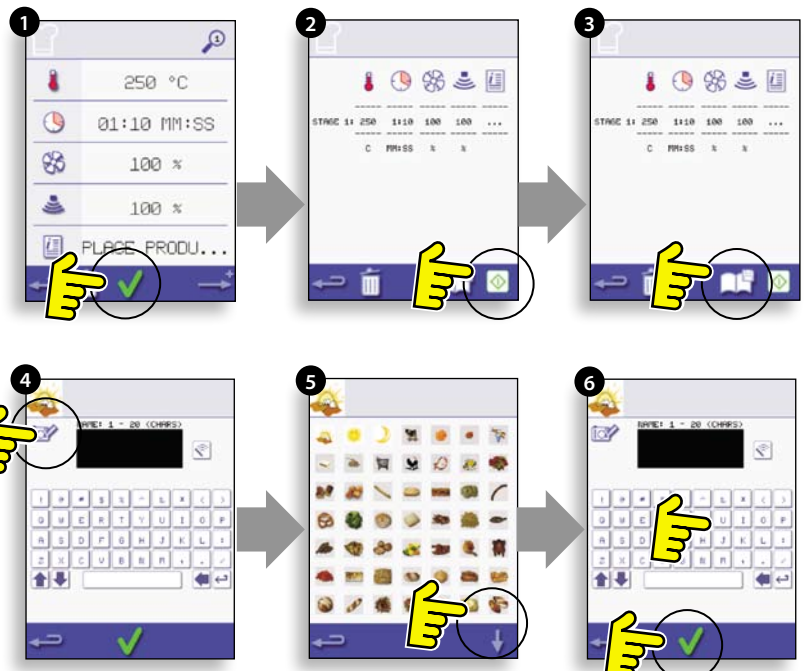 1
1
250 °C
01:10 MM:SS
100 %
100 %
PLACE PRODU...
2
STAGE 1: 250 1:10 100 100 ...
C MM:SS % %
3
STAGE 1: 250 1:10 100 100 ...
C MM:SS % %
4
NAME: 1 - 20 (CHARS)
! @ # $ % ^ & * ( )
Q W E R T Y U I O P
A S D F G H J K L :
Z X C V B N M , . /
5
6
NAME: 1 - 20 (CHARS)
! @ # ( )
Q W E U I O P
A S D H J K L :
Z X C V B N M , . /